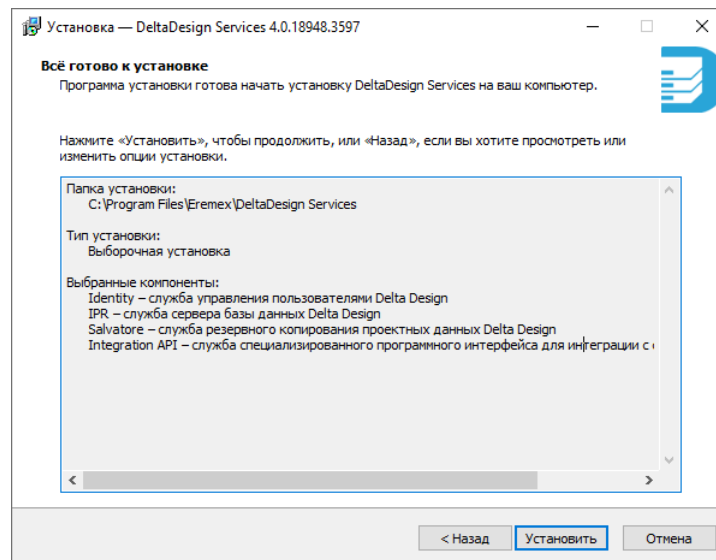 Установка — DeltaDesign Services 4.0.18948.3597
Всё готово к установке
Программа установки готова начать установку DeltaDesign Services на ваш компьютер.
Нажмите «Установить», чтобы продолжить, или «Назад», если вы хотите просмотреть или
изменить опции установки.
Папка установки:
C:\Program Files\Eremex\DeltaDesign Services
Тип установки:
Выборочная установка
Выбранные компоненты:
Identity – служба управления пользователями Delta Design
IPR – служба сервера базы данных Delta Design
Salvatore – служба резервного копирования проектных данных Delta Design
Integration API – служба специализированного программного интерфейса для интеграции с
< Назад
Установить
Отмена